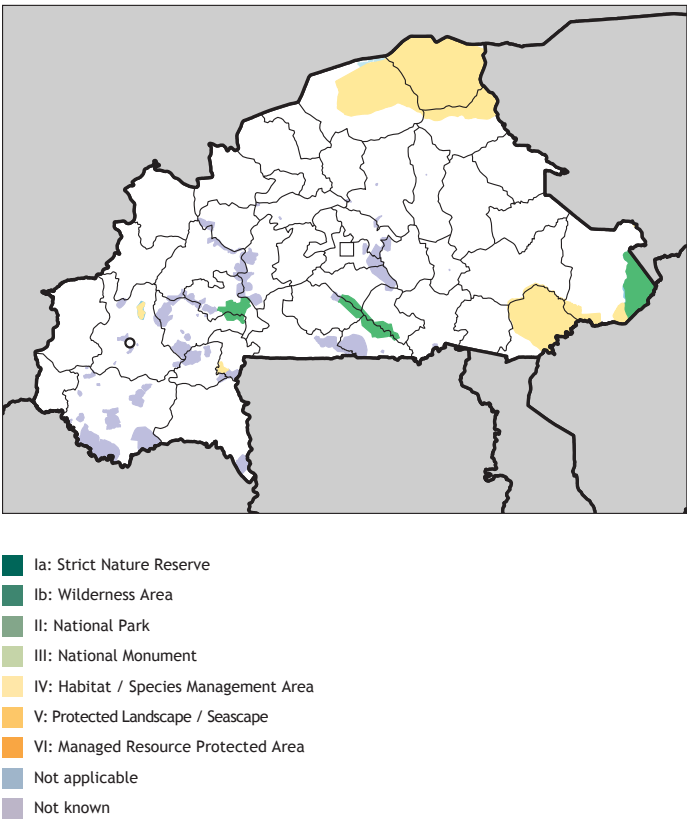 Ia: Strict Nature Reserve
Ib: Wilderness Area
II: National Park
III: National Monument
IV: Habitat / Species Management Area
V: Protected Landscape / Seascape
VI: Managed Resource Protected Area
Not applicable
Not known